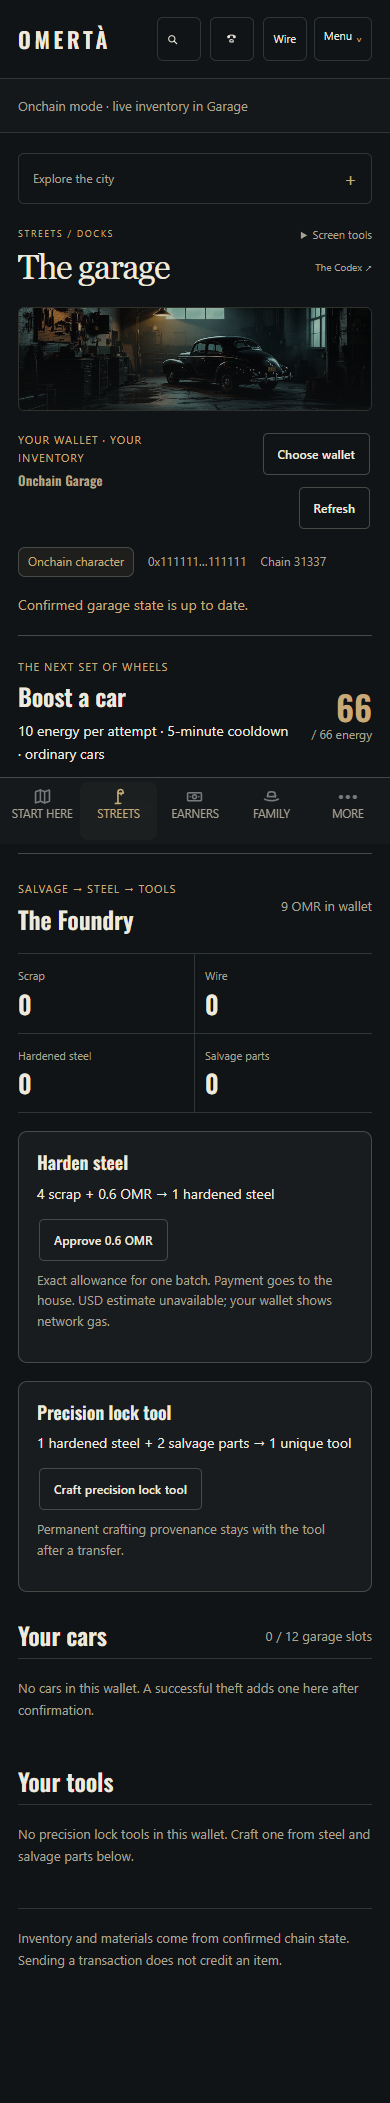 OMERTÀ
Wire
Menu v
Onchain mode · live inventory in Garage
Explore the city +
STREETS / DOCKS
▶ Screen tools
The garage
The Codex ↗
YOUR WALLET · YOUR
INVENTORY
Onchain Garage
Choose wallet
Refresh
Onchain character 0x111111...111111 Chain 31337
Confirmed garage state is up to date.
THE NEXT SET OF WHEELS
Boost a car
66
/ 66 energy
10 energy per attempt · 5-minute cooldown
· ordinary cars
START HERE STREETS EARNERS FAMILY MORE
SALVAGE → STEEL → TOOLS
The Foundry
9 OMR in wallet
Scrap
0
Wire
0
Hardened steel
0
Salvage parts
0
Harden steel
4 scrap + 0.6 OMR → 1 hardened steel
Approve 0.6 OMR
Exact allowance for one batch. Payment goes to the
house. USD estimate unavailable; your wallet shows
network gas.
Precision lock tool
1 hardened steel + 2 salvage parts → 1 unique tool
Craft precision lock tool
Permanent crafting provenance stays with the tool
after a transfer.
Your cars
0 / 12 garage slots
No cars in this wallet. A successful theft adds one here after
confirmation.
Your tools
No precision lock tools in this wallet. Craft one from steel and
salvage parts below.
Inventory and materials come from confirmed chain state.
Sending a transaction does not credit an item.